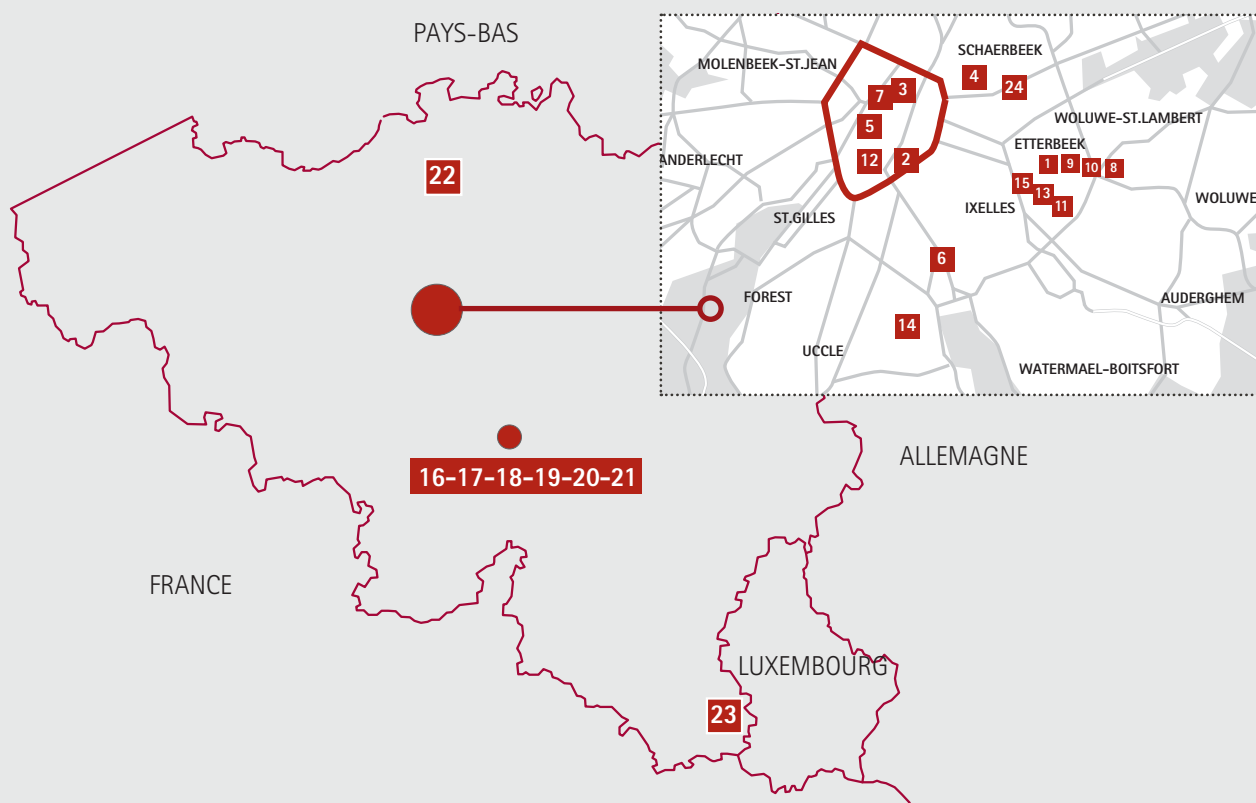 PAYS-BAS
22
16-17-18-19-20-21
FRANCE
ALLEMAGNE
LUXEMBOURG
23
MOLENBEEK-ST.JEAN
SCHAERBEEK
4
24
3
7
5
12
2
WOLUWE-ST.LAMBERT
ANDERLECHT
ETTERBEEK
1
9
10
8
15
13
11
IXELLES
WOLUWE
ST.GILLES
6
FOREST
14
AUDERGHEM
UCCLE
WATERMAEL-BOITSFORT